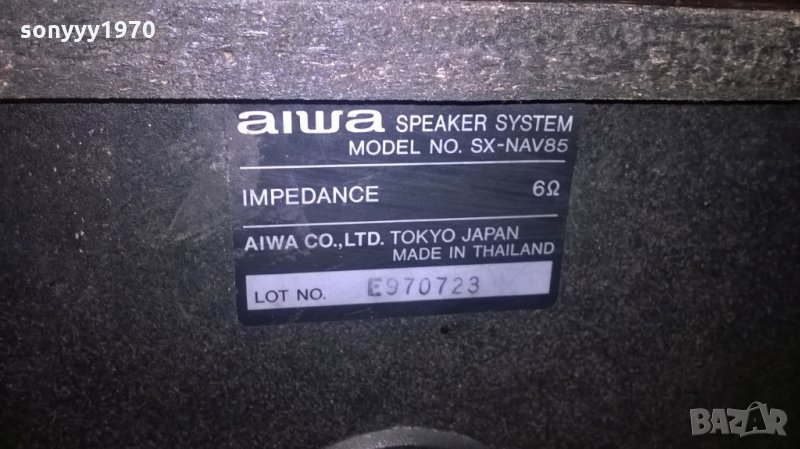 sonyyy1970
aiwa SPEAKER SYSTEM
MODEL NO. SX-NAV85
IMPEDANCE 6Ω
AIWA CO.,LTD. TOKYO JAPAN
MADE IN THAILAND
LOT NO. E970723
BAZAR